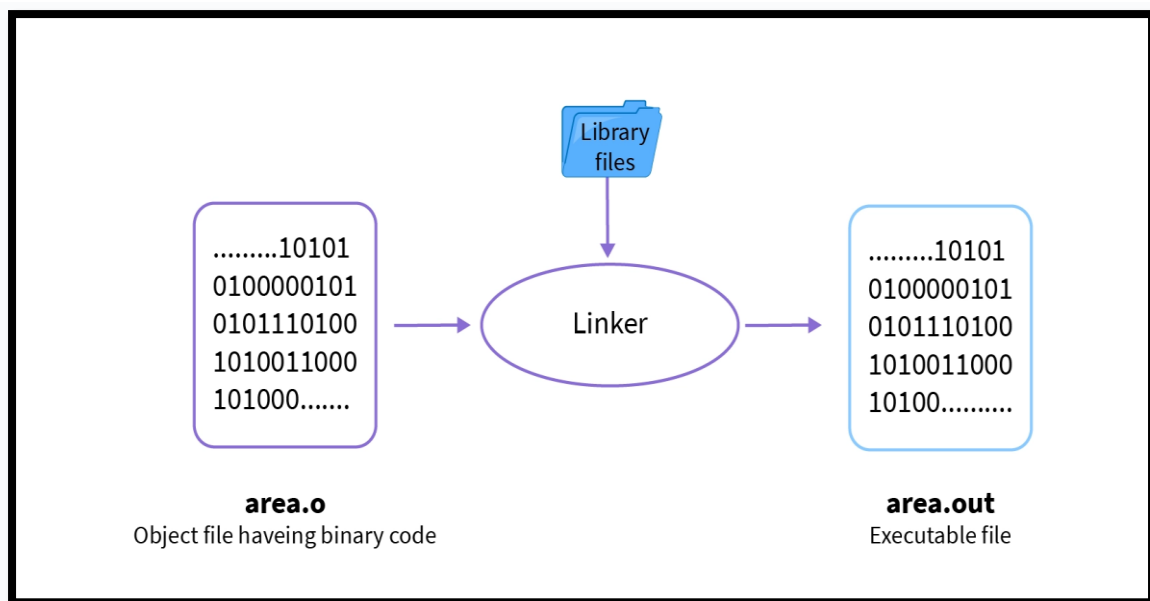 Library
files
.........10101
0100000101
0101110100
1010011000
101000.......
Linker
.........10101
0100000101
0101110100
1010011000
10100..........
area.o
Object file haveing binary code
area.out
Executable file